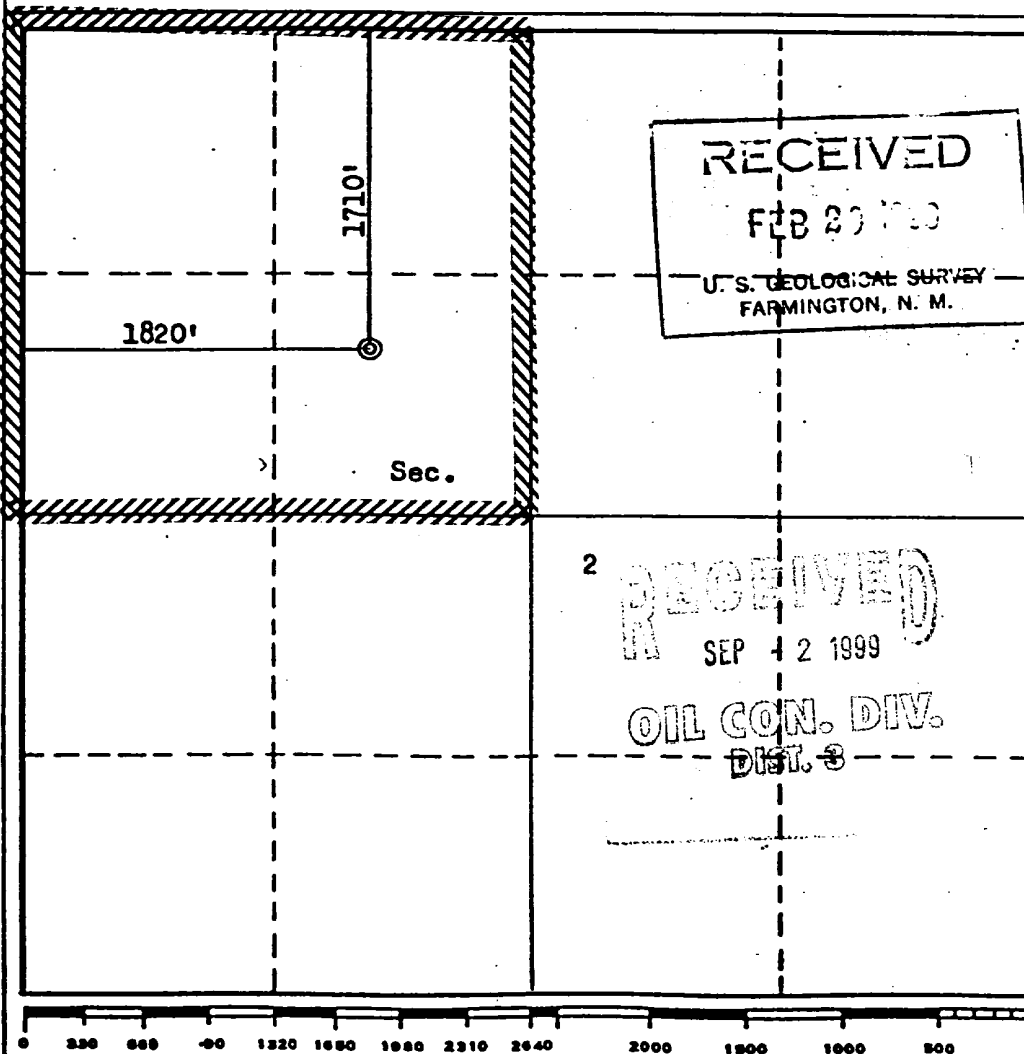 1710'
RECEIVED
FEB
U. S. GEOLOGICAL SURVEY
FARMINGTON, N. M.
1820'
Sec.
2
RECEIVED
SEP - 2 1999
OIL CON. DIV.
DIST. 3
0 330 660 1320 1650 1980 2310 2640 2000 1500 1000 500